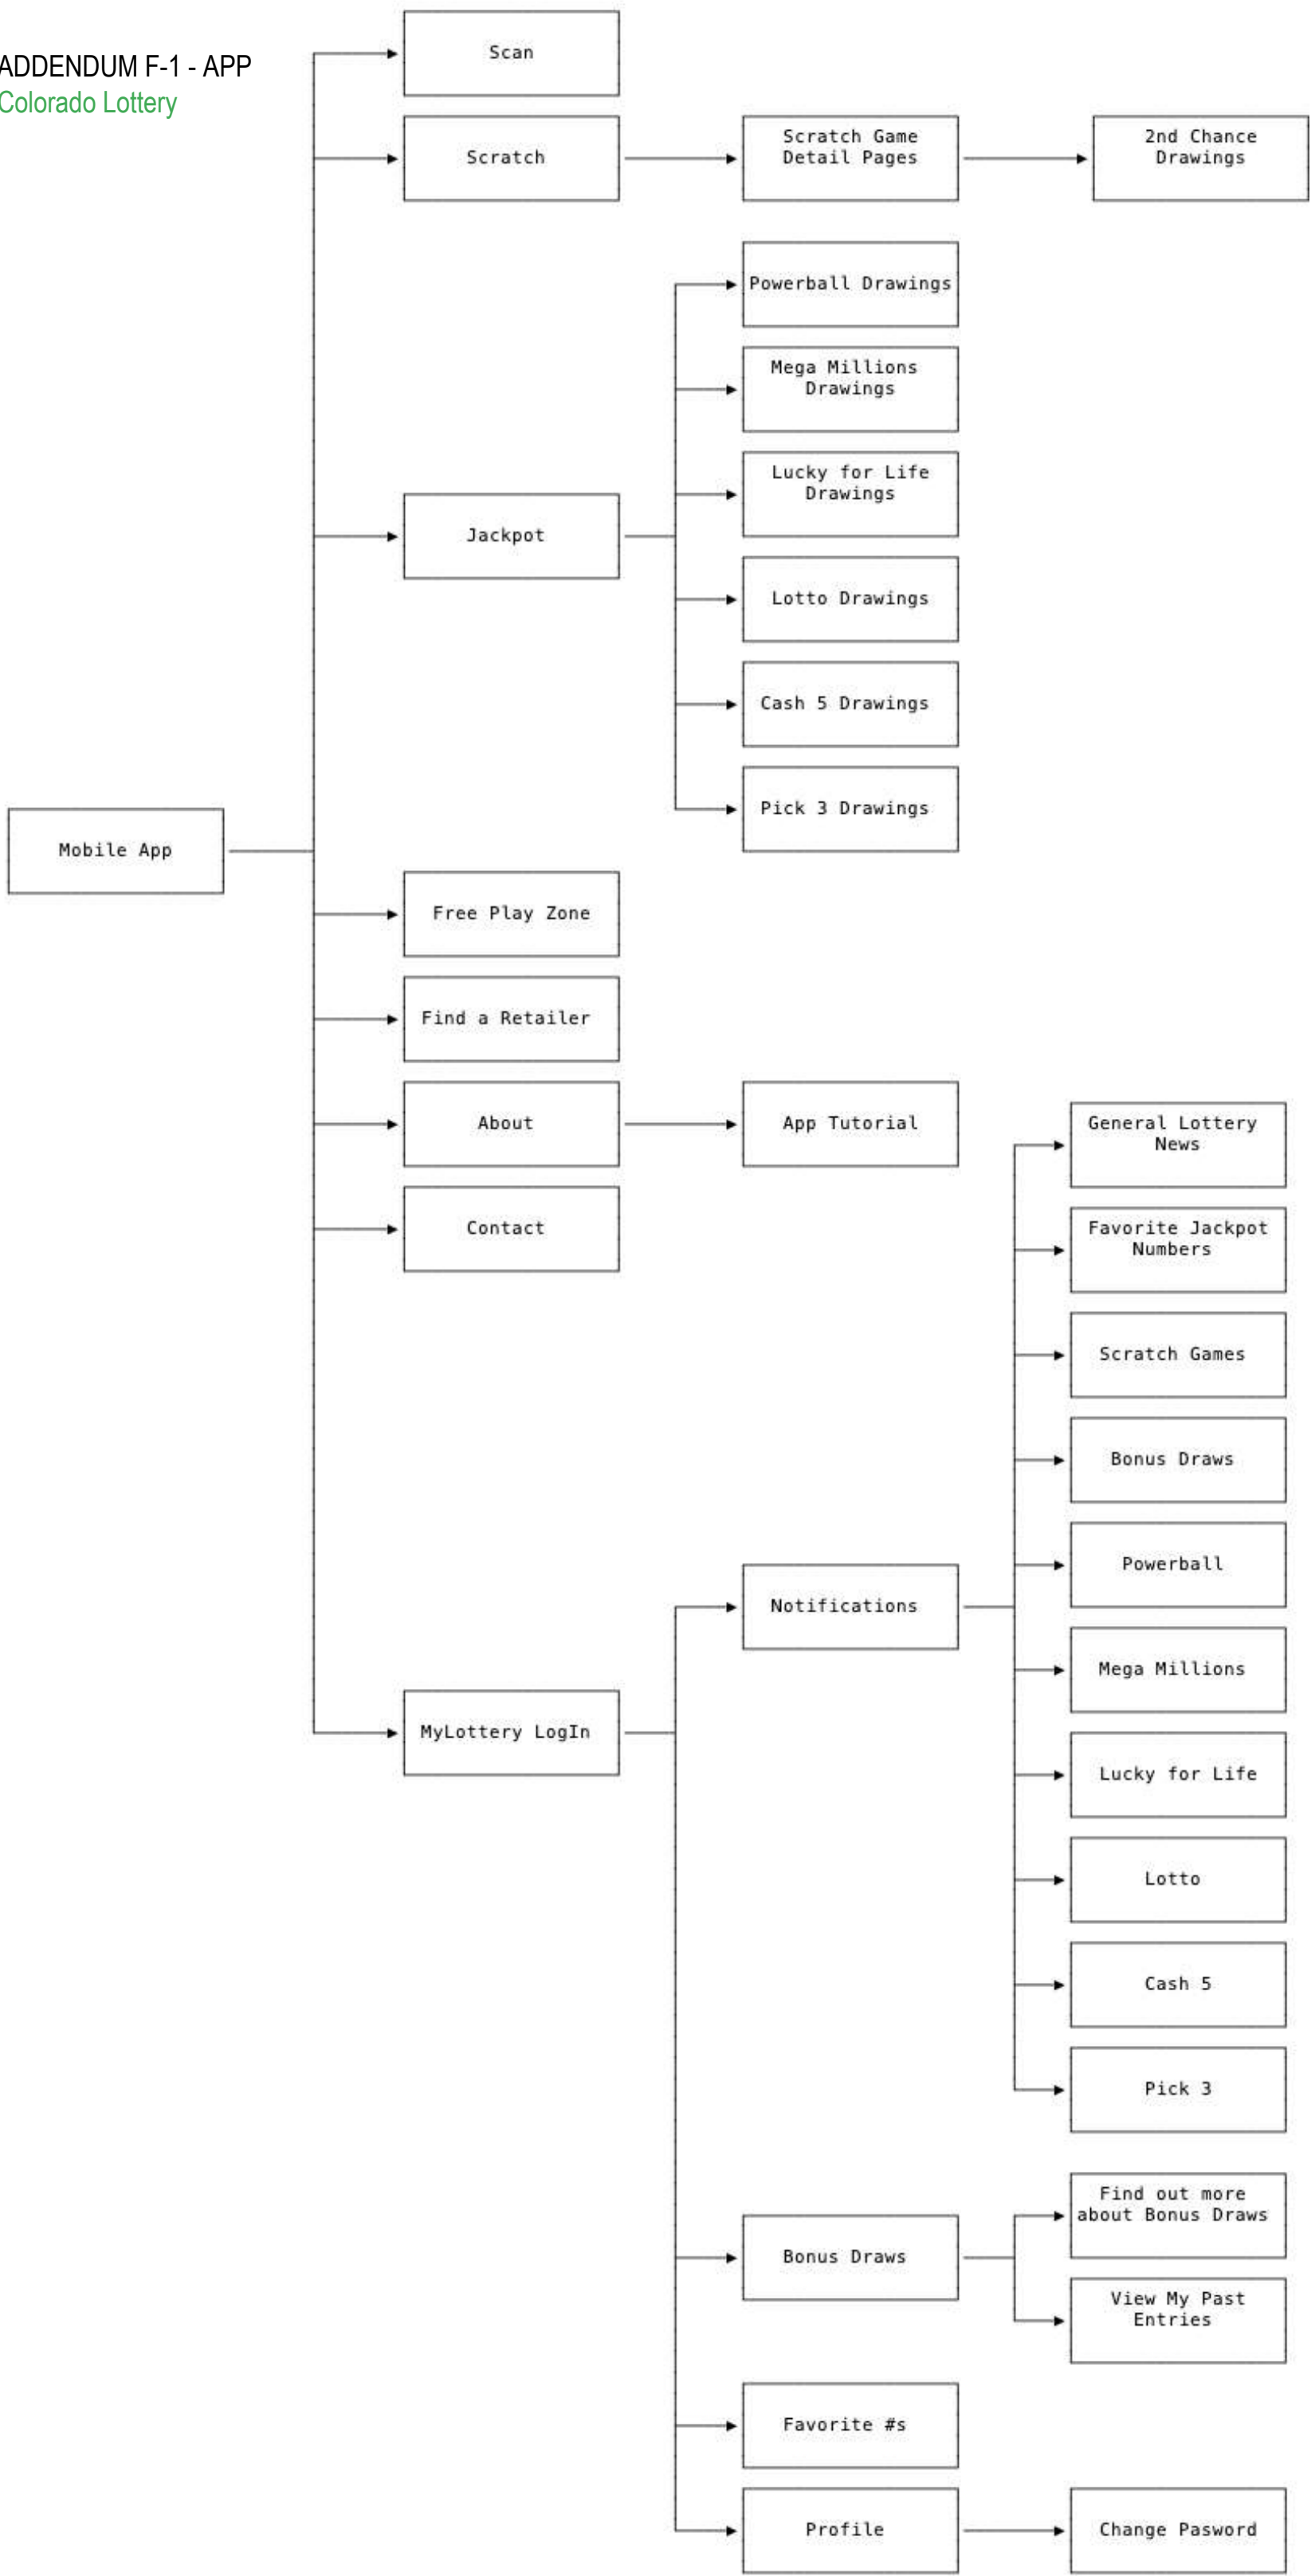 ADDENDUM F-1 - APP
Colorado Lottery
Scan
Scratch
Scratch Game
Detail Pages
2nd Chance
Drawings
Powerball Drawings
Mega Millions
Drawings
Lucky for Life
Drawings
Jackpot
Lotto Drawings
Cash 5 Drawings
Pick 3 Drawings
Mobile App
Free Play Zone
Find a Retailer
About
App Tutorial
Contact
General Lottery
News
Favorite Jackpot
Numbers
Scratch Games
Bonus Draws
Powerball
Notifications
Mega Millions
MyLottery LogIn
Lucky for Life
Lotto
Cash 5
Pick 3
Bonus Draws
Find out more
about Bonus Draws
View My Past
Entries
Favorite #s
Profile
Change Pasword